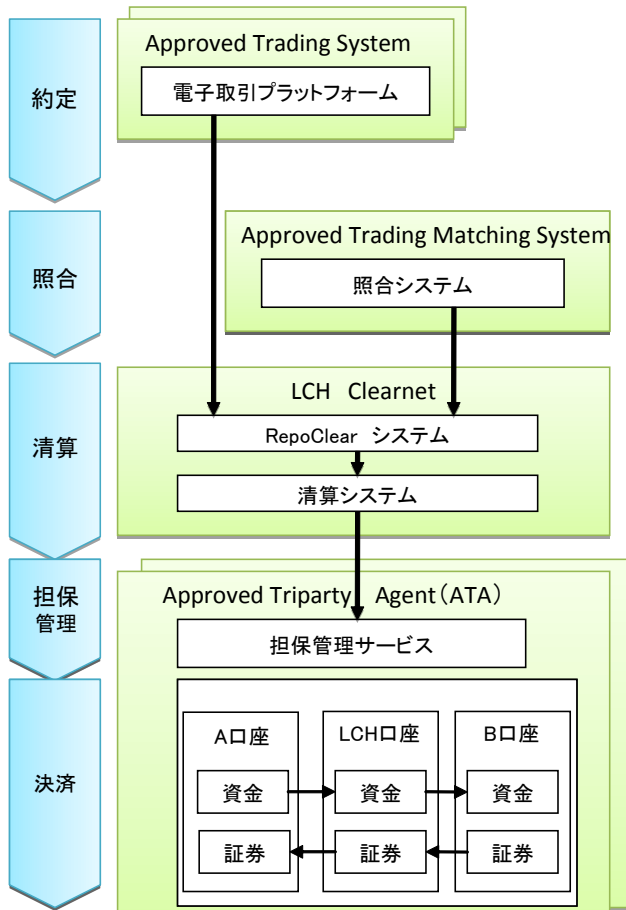 約定
Approved Trading System
電子取引プラットフォーム
照合
Approved Trading Matching System
照合システム
清算
LCH Clearnet
RepoClear システム
清算システム
担保
管理
Approved Triparty Agent(ATA)
担保管理サービス
決済
A口座
LCH口座
B口座
資金
資金
資金
証券
証券
証券